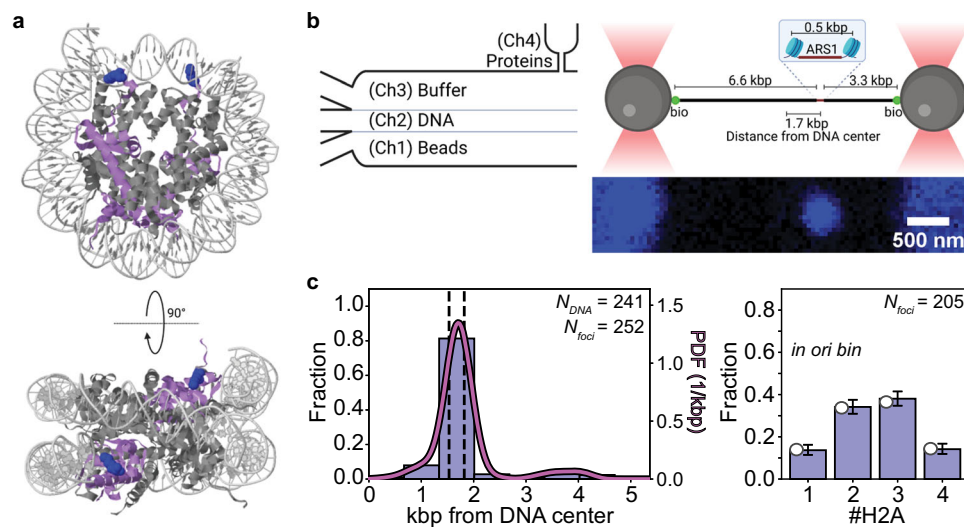 a
90°
b
(Ch4)
Proteins
(Ch3) Buffer
(Ch2) DNA
(Ch1) Beads
0.5 kbp
ARS1
6.6 kbp
3.3 kbp
bio
bio
1.7 kbp
Distance from DNA center
500 nm
c
N_DNA = 241
N_foci = 252
Fraction
1.0
0.8
0.6
0.4
0.2
0.0
0
1
2
3
4
5
kbp from DNA center
1.5
1.0
0.5
0.0
PDF (1/kbp)
N_foci = 205
in ori bin
Fraction
0.8
0.6
0.4
0.2
0.0
1
2
3
4
#H2A